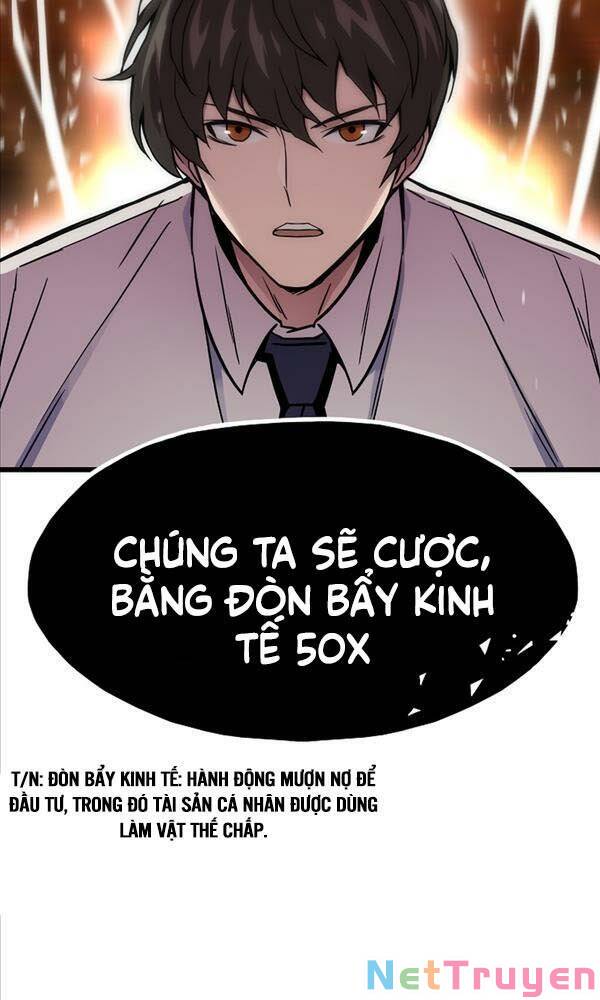 CHÚNG TA SẼ CƯỢC,
BẰNG ĐÒN BẨY KINH
TẾ 50X
T/N: ĐÒN BẨY KINH TẾ: HÀNH ĐỘNG MƯỢN NỢ ĐỂ
ĐẦU TƯ, TRONG ĐÓ TÀI SẢN CÁ NHÂN ĐƯỢC DÙNG
LÀM VẬT THẾ CHẤP.
NETTRUYEN